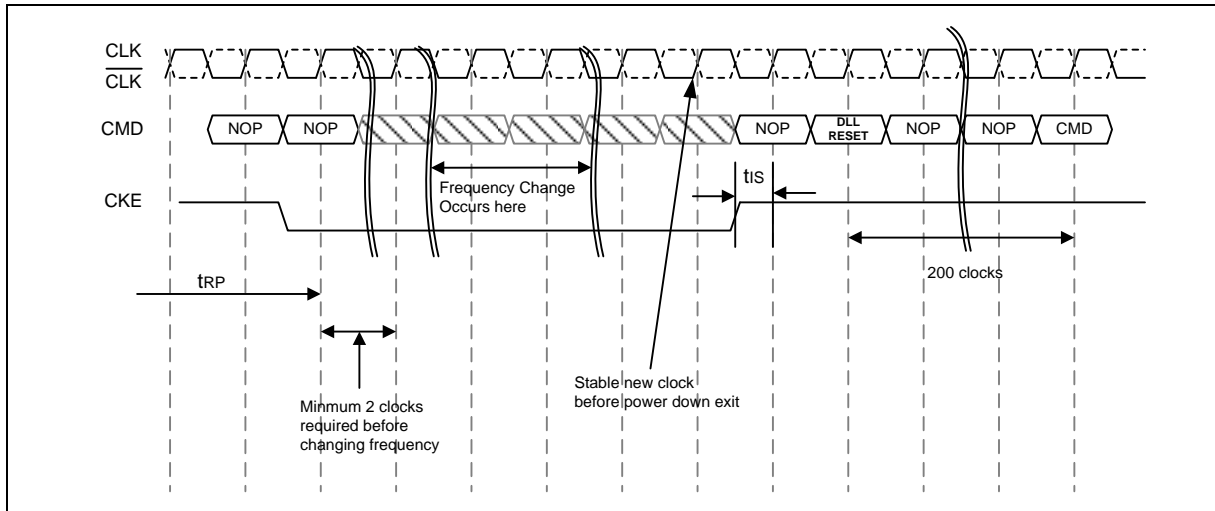 CLK
CLK
CMD
NOP
NOP
NOP
DLL
RESET
NOP
NOP
CMD
tIS
Frequency Change
Occurs here
CKE
200 clocks
tRP
Stable new clock
before power down exit
Minmum 2 clocks
required before
changing frequency